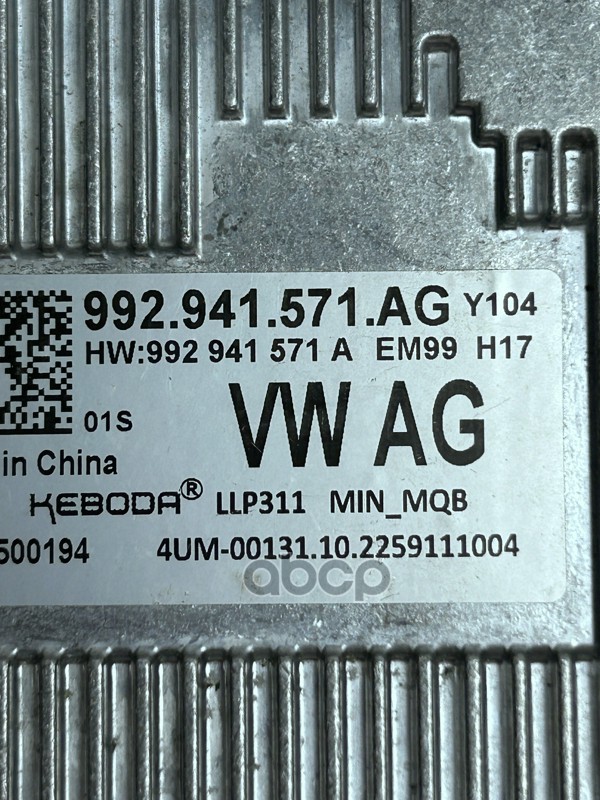 992.941.571.AG Y104
HW:992 941 571 A EM99 H17
01S
VW AG
in China
KEBODA® LLP311 MIN_MQB
500194 4UM-00131.10.2259111004
abcp